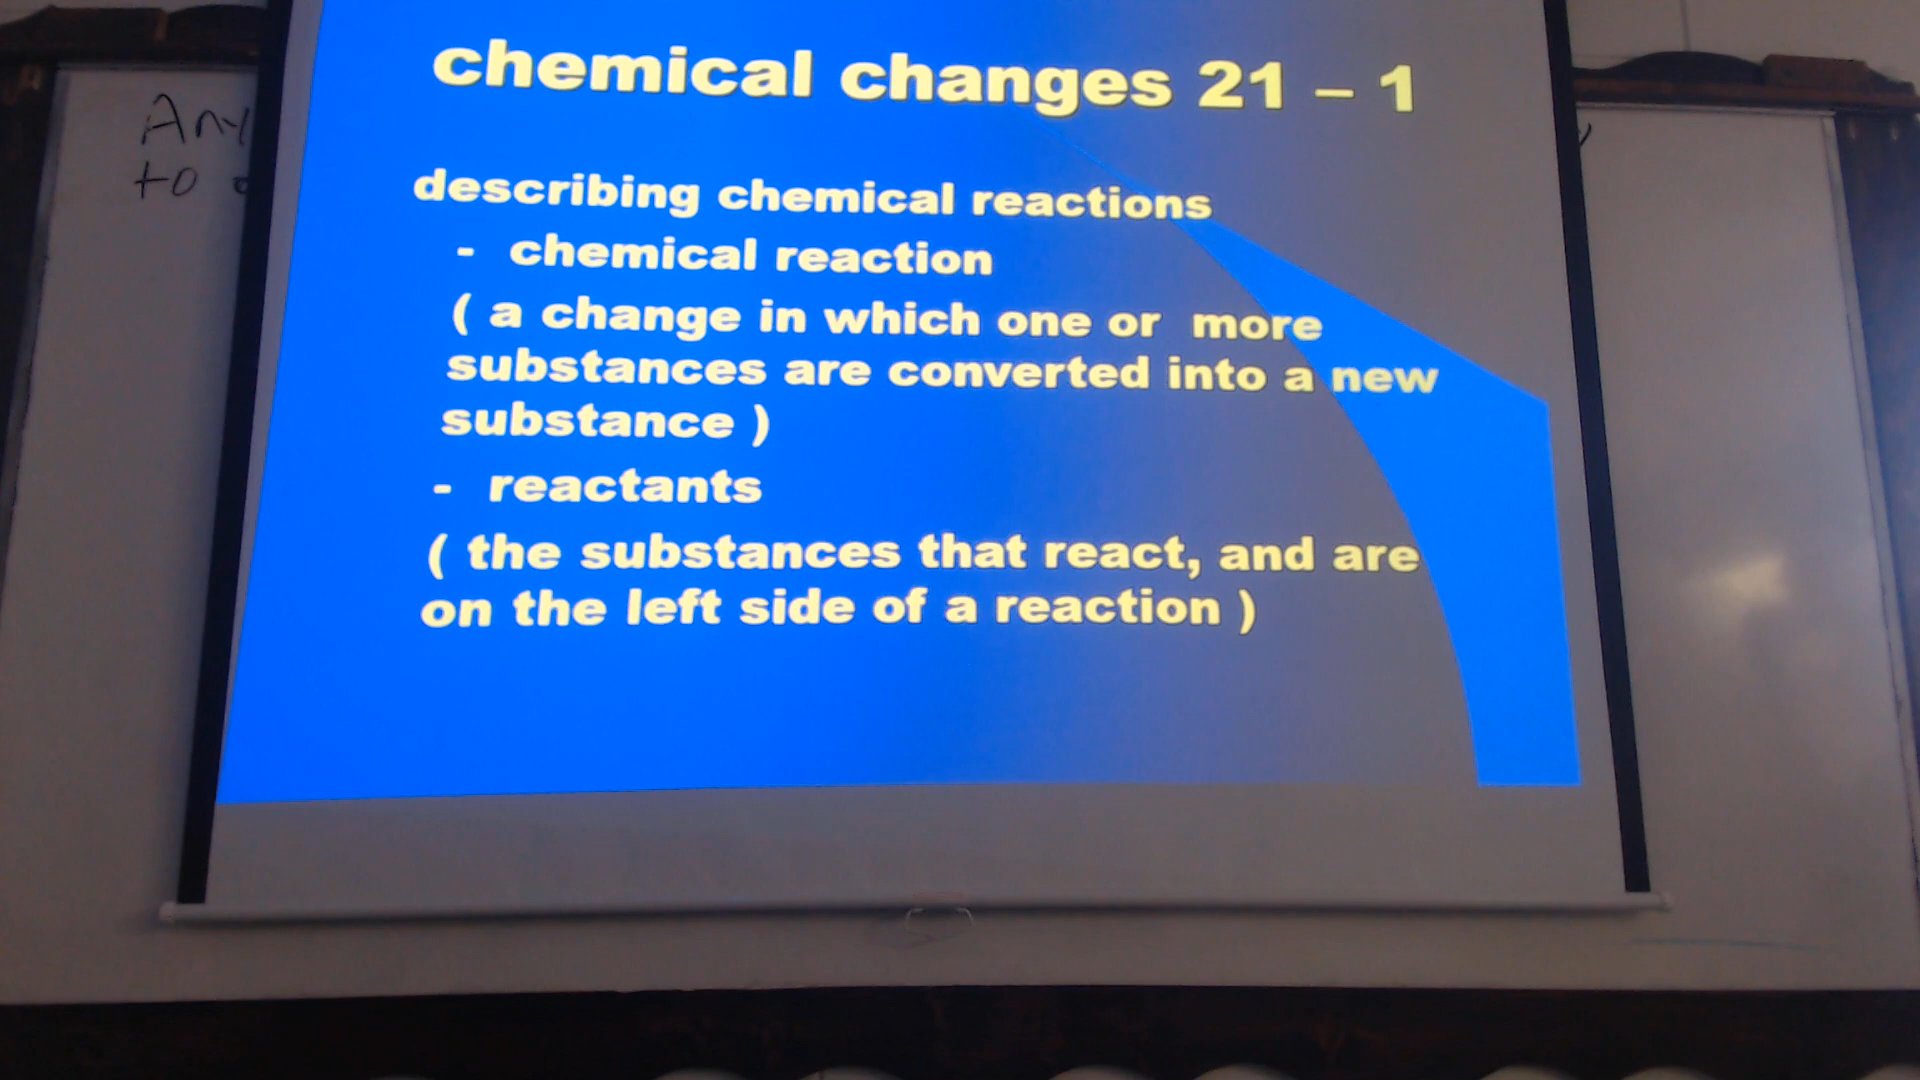 chemical changes 21 – 1
describing chemical reactions
- chemical reaction
( a change in which one or more
substances are converted into a new
substance )
- reactants
( the substances that react, and are
on the left side of a reaction )
to